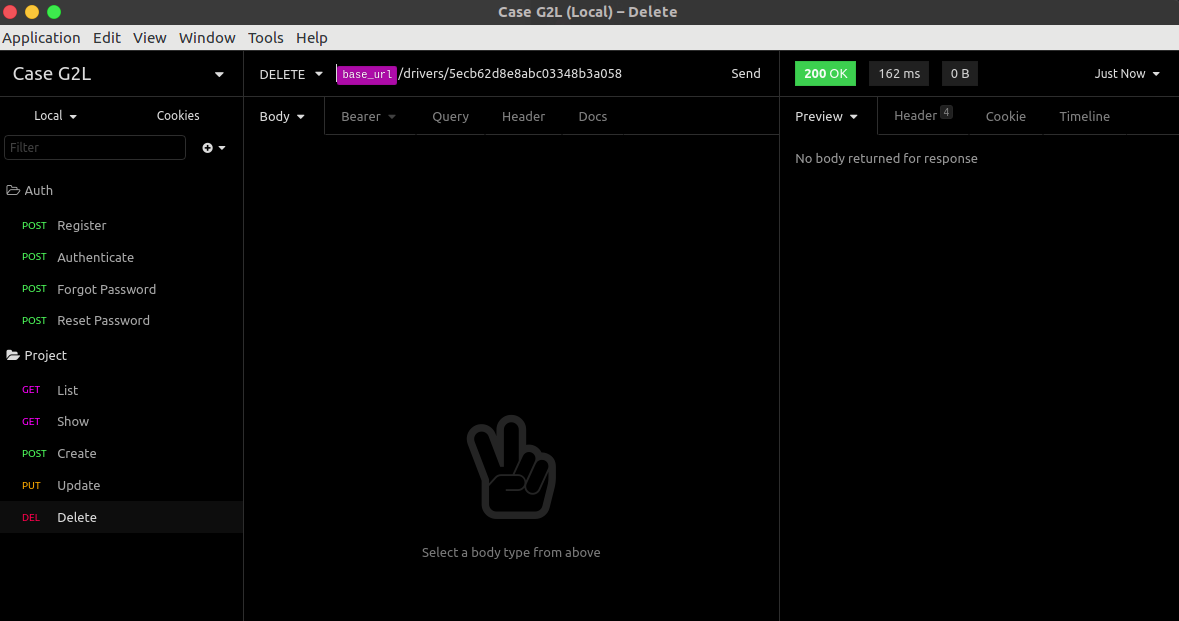 Case G2L (Local) – Delete
Application Edit View Window Tools Help
Case G2L
DELETE base_url/drivers/5ecb62d8e8abc03348b3a058 Send
200 OK 162 ms 0 B Just Now
Local Cookies
Body Bearer Query Header Docs
Preview Header 4 Cookie Timeline
Filter
No body returned for response
Auth
POST Register
POST Authenticate
POST Forgot Password
POST Reset Password
Project
GET List
GET Show
POST Create
PUT Update
DEL Delete
Select a body type from above